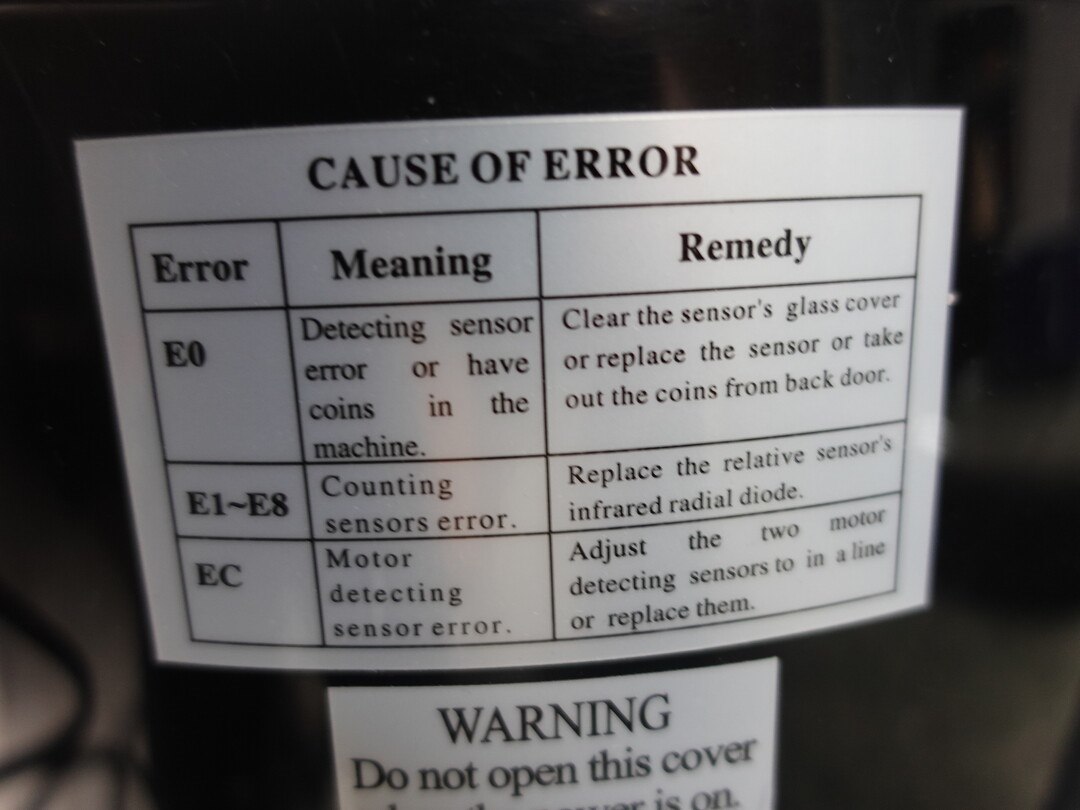 CAUSE OF ERROR
Error Meaning Remedy
E0
Detecting sensor
error or have
coins in the
machine.
Clear the sensor's glass cover
or replace the sensor or take
out the coins from back door.
E1~E8
Counting
sensors error.
Replace the relative sensor's
infrared radial diode.
EC
Motor
detecting
sensor error.
Adjust the two motor
detecting sensors to in a line
or replace them.
WARNING
Do not open this cover
power is on.